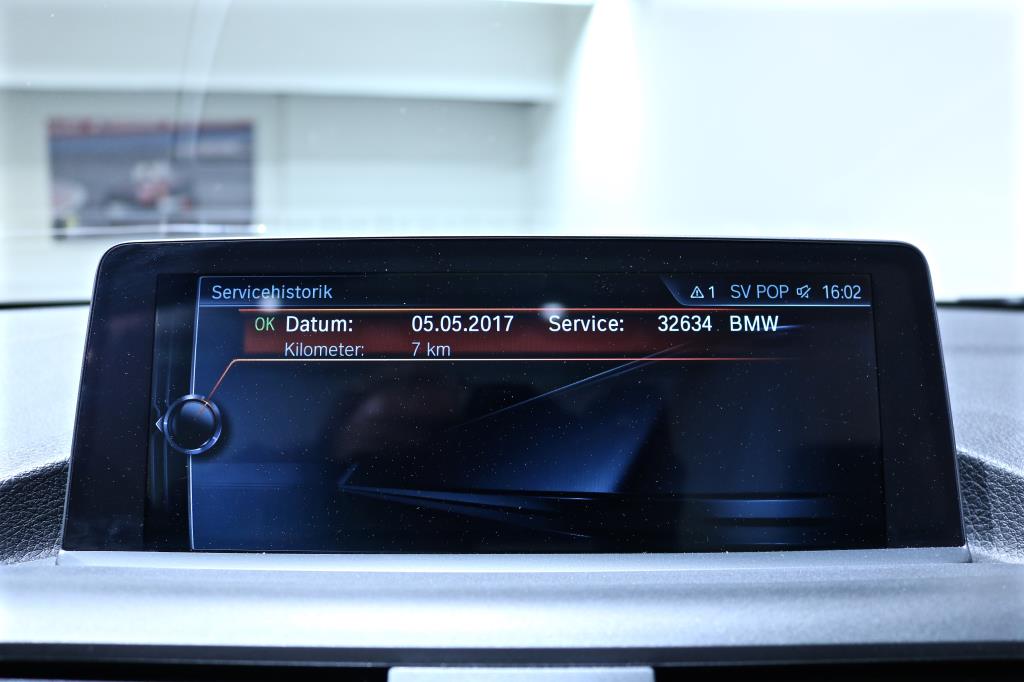 Servicehistorik 1 SV POP 16:02
OK Datum: 05.05.2017 Service: 32634 BMW
Kilometer: 7 km